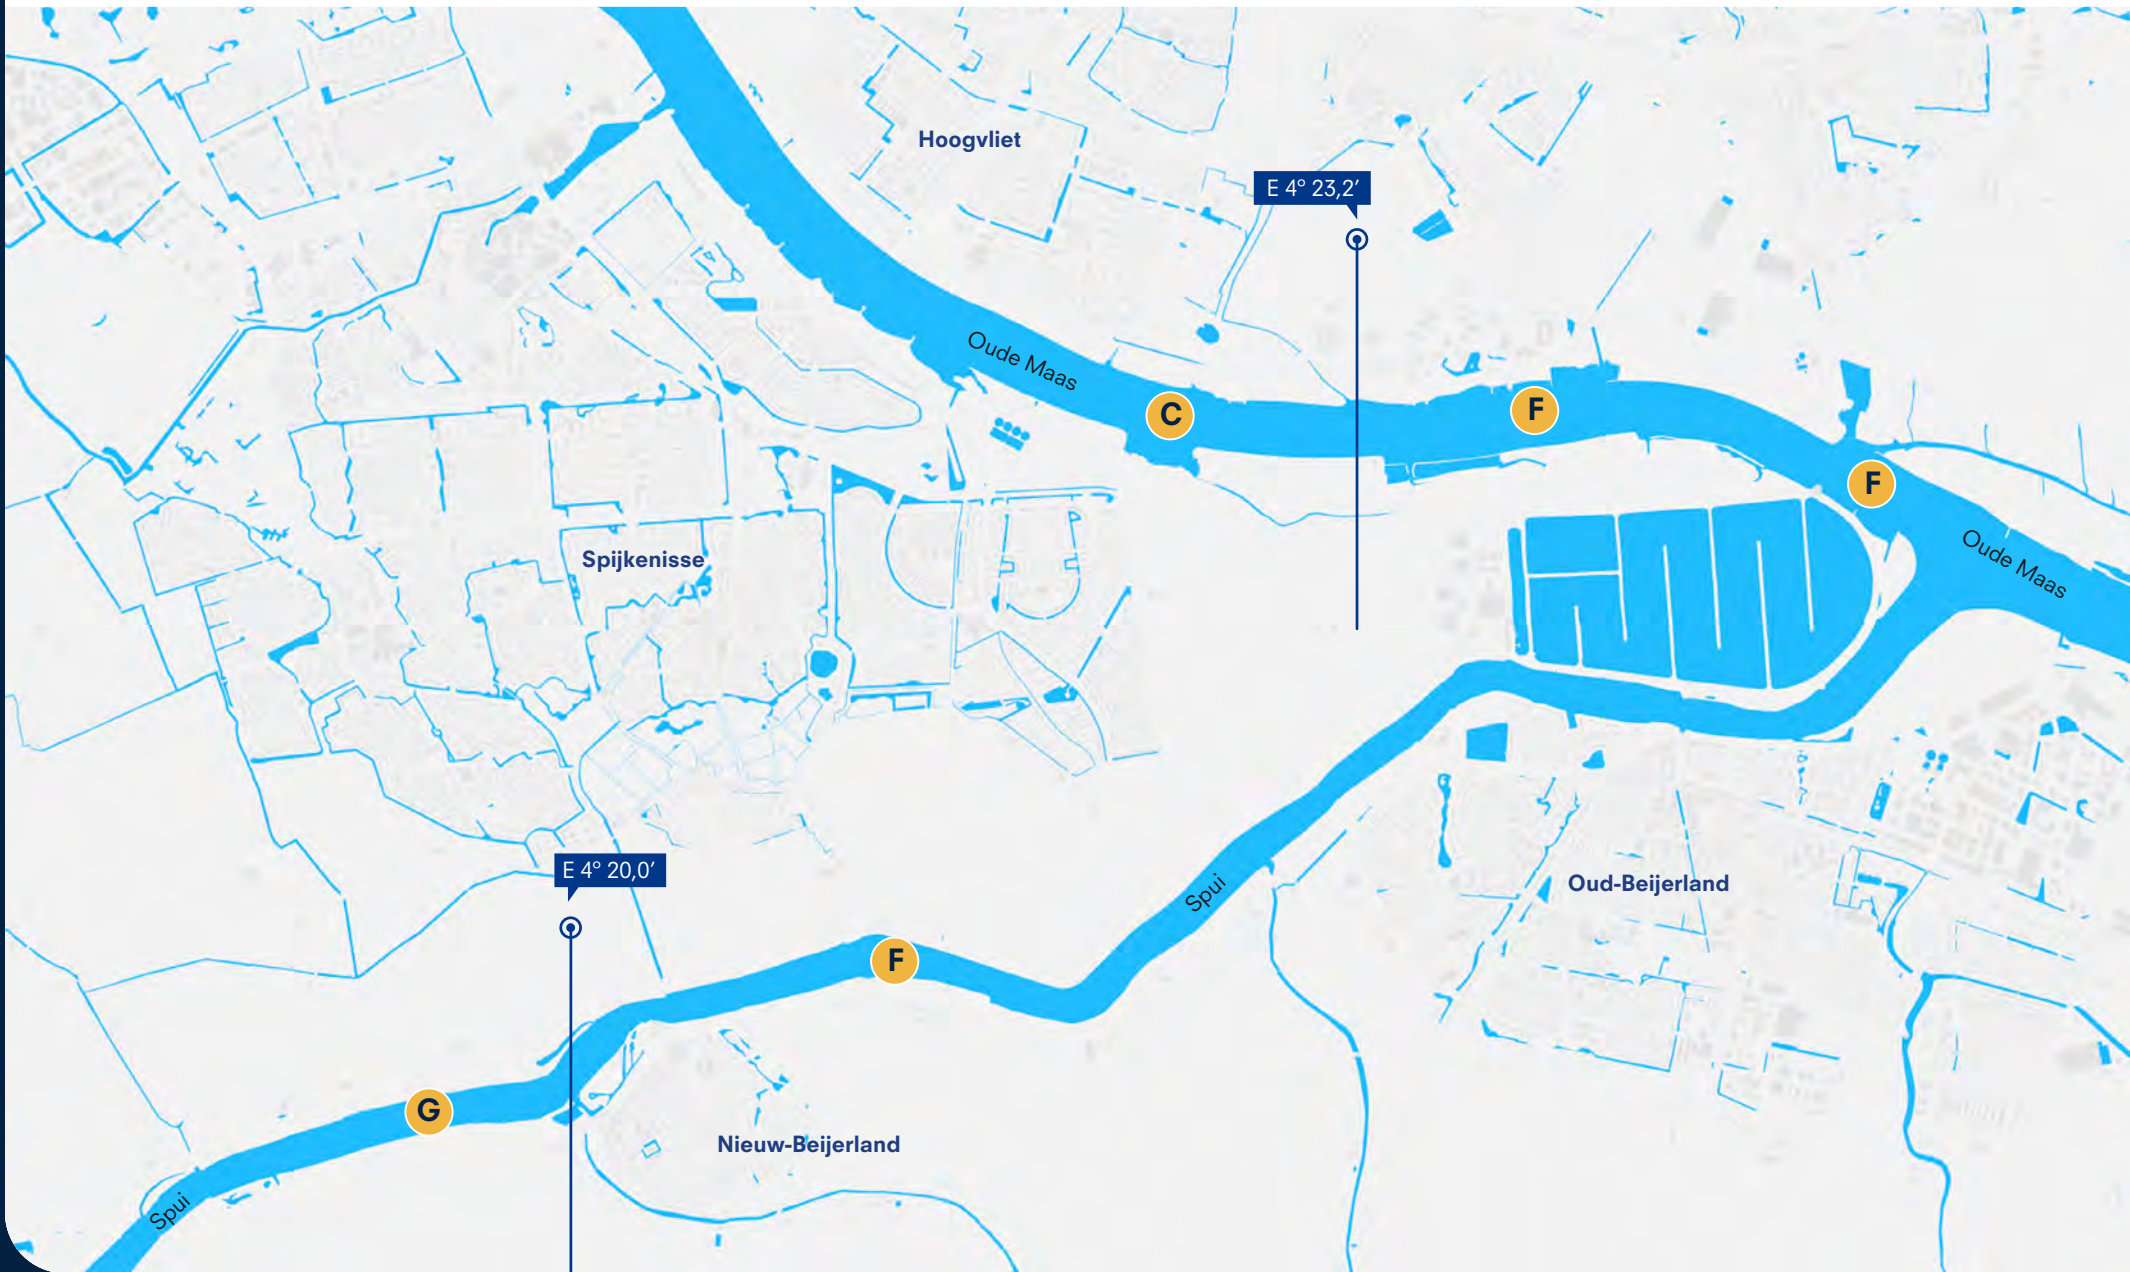 Hoogvliet
E 4° 23,2’
Oude Maas
C
F
F
Oude Maas
Spijkenisse
E 4° 20,0’
Spui
Oud-Beijerland
F
G
Nieuw-Beijerland
Spui